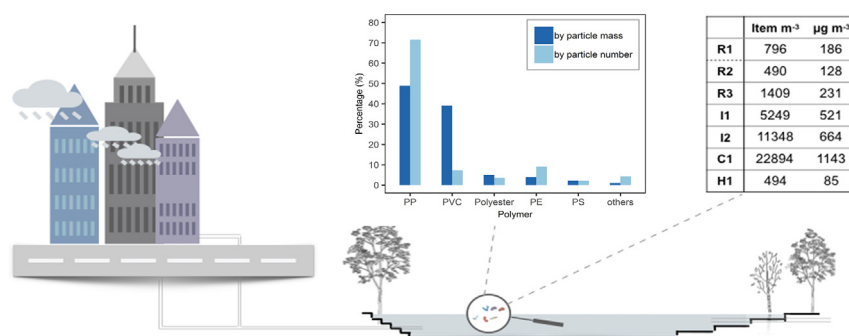 80
70
60
50
40
30
20
10
0
Percentage (%)
by particle mass
by particle number
PP PVC Polyester PE PS others
Polymer
Item m⁻³ µg m⁻³
R1 796 186
R2 490 128
R3 1409 231
I1 5249 521
I2 11348 664
C1 22894 1143
H1 494 85